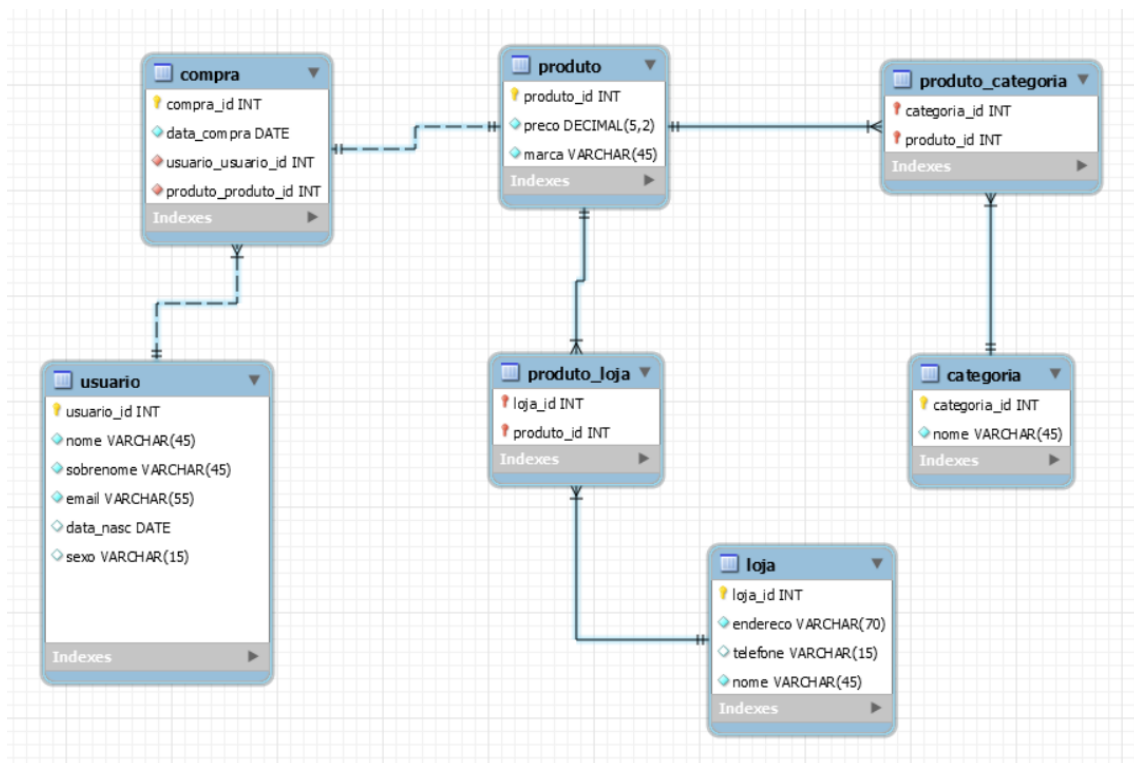 compra
compra_id INT
data_compra DATE
usuario_usuario_id INT
produto_produto_id INT
Indexes
produto
produto_id INT
preco DECIMAL(5,2)
marca VARCHAR(45)
Indexes
produto_categoria
categoria_id INT
produto_id INT
Indexes
usuario
usuario_id INT
nome VARCHAR(45)
sobrenome VARCHAR(45)
email VARCHAR(55)
data_nasc DATE
sexo VARCHAR(15)
Indexes
produto_loja
loja_id INT
produto_id INT
Indexes
categoria
categoria_id INT
nome VARCHAR(45)
Indexes
loja
loja_id INT
endereco VARCHAR(70)
telefone VARCHAR(15)
nome VARCHAR(45)
Indexes